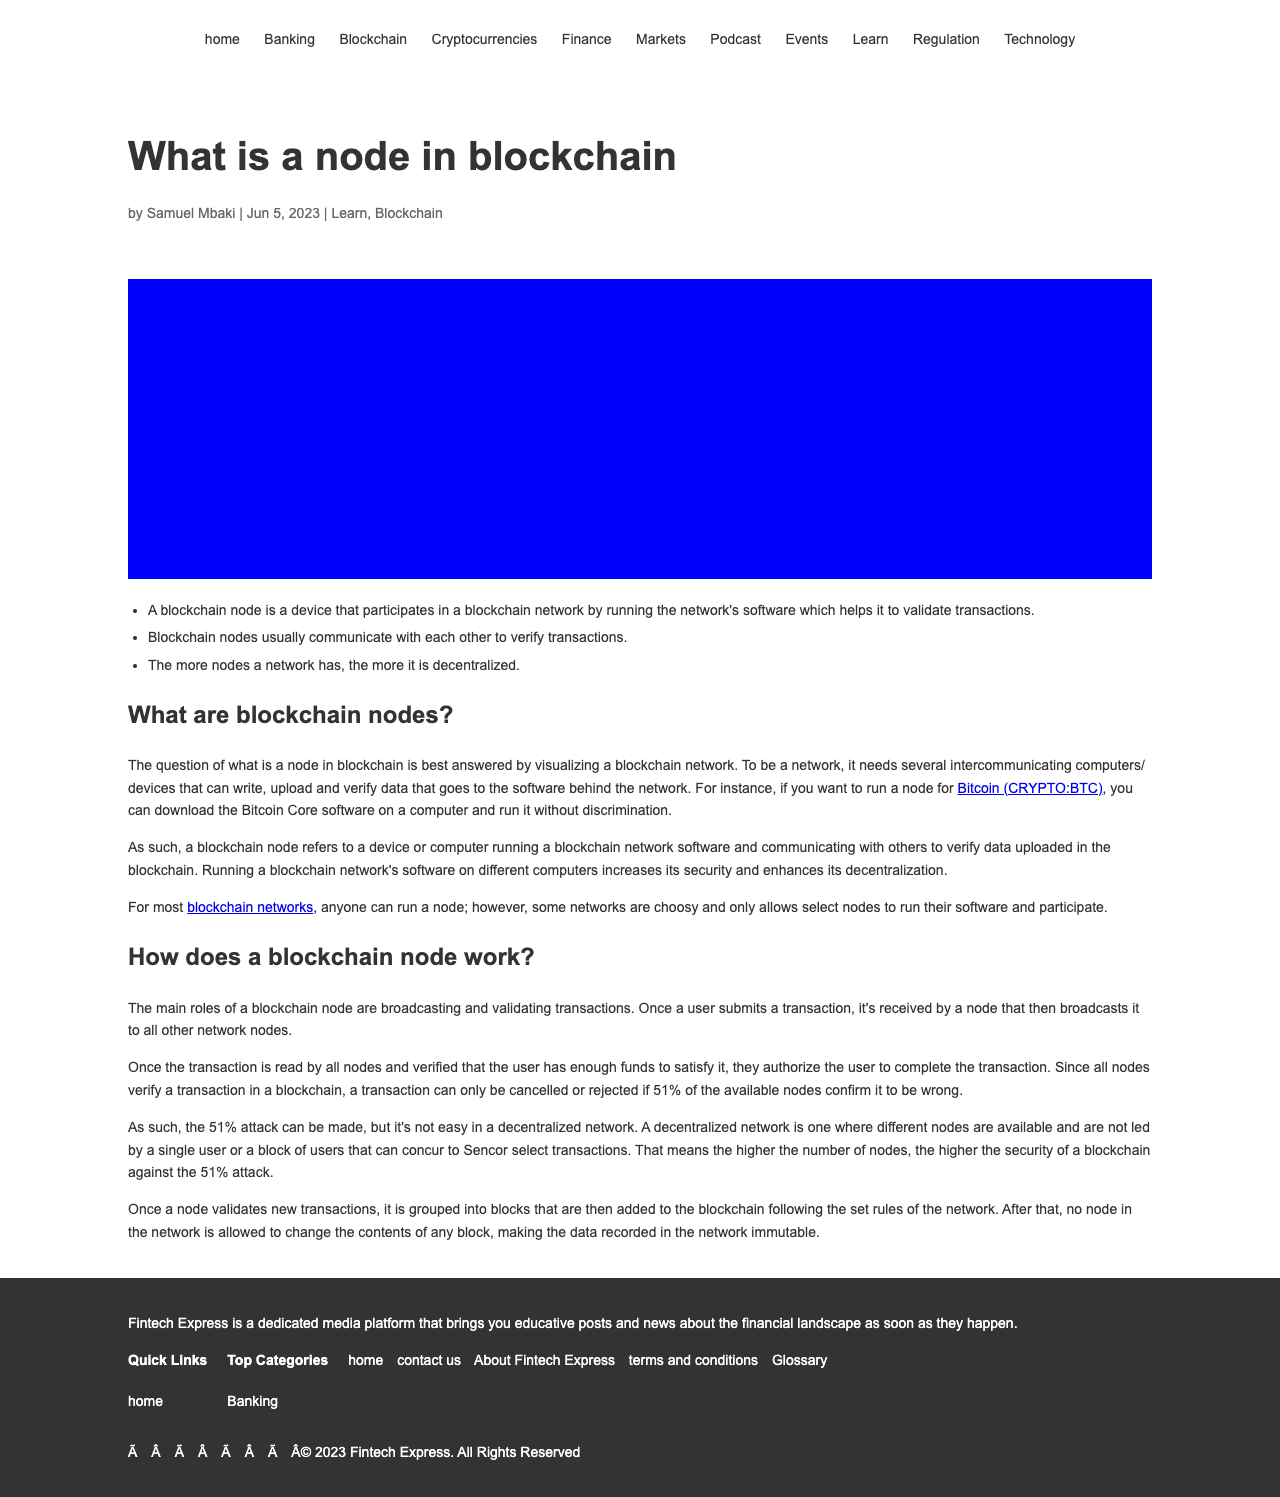 home Banking Blockchain Cryptocurrencies Finance Markets Podcast Events Learn Regulation Technology
What is a node in blockchain
by Samuel Mbaki | Jun 5, 2023 | Learn, Blockchain
• A blockchain node is a device that participates in a blockchain network by running the network's software which helps it to validate transactions.
• Blockchain nodes usually communicate with each other to verify transactions.
• The more nodes a network has, the more it is decentralized.
What are blockchain nodes?
The question of what is a node in blockchain is best answered by visualizing a blockchain network. To be a network, it needs several intercommunicating computers/
devices that can write, upload and verify data that goes to the software behind the network. For instance, if you want to run a node for Bitcoin (CRYPTO:BTC), you
can download the Bitcoin Core software on a computer and run it without discrimination.
As such, a blockchain node refers to a device or computer running a blockchain network software and communicating with others to verify data uploaded in the
blockchain. Running a blockchain network's software on different computers increases its security and enhances its decentralization.
For most blockchain networks, anyone can run a node; however, some networks are choosy and only allows select nodes to run their software and participate.
How does a blockchain node work?
The main roles of a blockchain node are broadcasting and validating transactions. Once a user submits a transaction, it's received by a node that then broadcasts it
to all other network nodes.
Once the transaction is read by all nodes and verified that the user has enough funds to satisfy it, they authorize the user to complete the transaction. Since all nodes
verify a transaction in a blockchain, a transaction can only be cancelled or rejected if 51% of the available nodes confirm it to be wrong.
As such, the 51% attack can be made, but it's not easy in a decentralized network. A decentralized network is one where different nodes are available and are not led
by a single user or a block of users that can concur to Sencor select transactions. That means the higher the number of nodes, the higher the security of a blockchain
against the 51% attack.
Once a node validates new transactions, it is grouped into blocks that are then added to the blockchain following the set rules of the network. After that, no node in
the network is allowed to change the contents of any block, making the data recorded in the network immutable.
Fintech Express is a dedicated media platform that brings you educative posts and news about the financial landscape as soon as they happen.
Quick Links Top Categories home contact us About Fintech Express terms and conditions Glossary
home Banking
Ã Â Ã Â Ã Â Ã Â© 2023 Fintech Express. All Rights Reserved